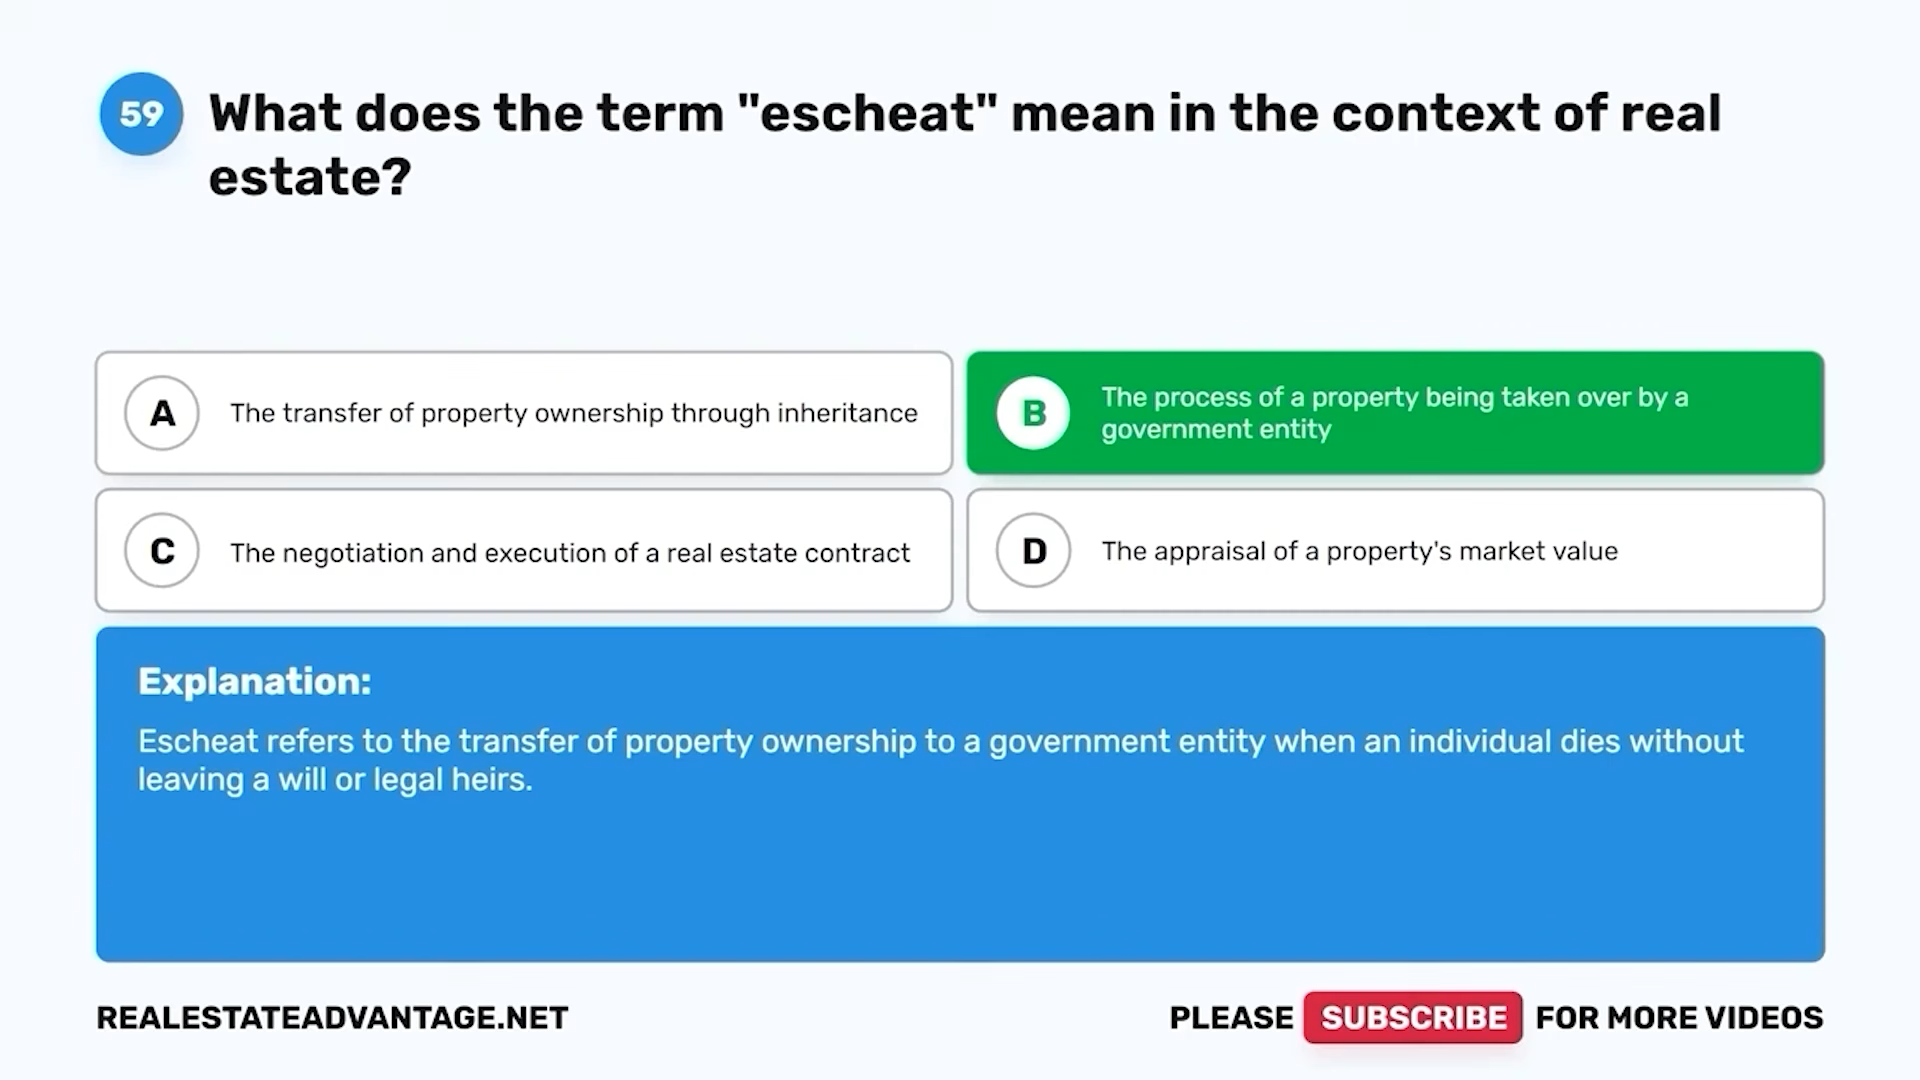 59
What does the term "escheat" mean in the context of real
estate?
A
The transfer of property ownership through inheritance
B
The process of a property being taken over by a
government entity
C
The negotiation and execution of a real estate contract
D
The appraisal of a property's market value
Explanation:
Escheat refers to the transfer of property ownership to a government entity when an individual dies without
leaving a will or legal heirs.
REALESTATEADVANTAGE.NET
PLEASE SUBSCRIBE FOR MORE VIDEOS